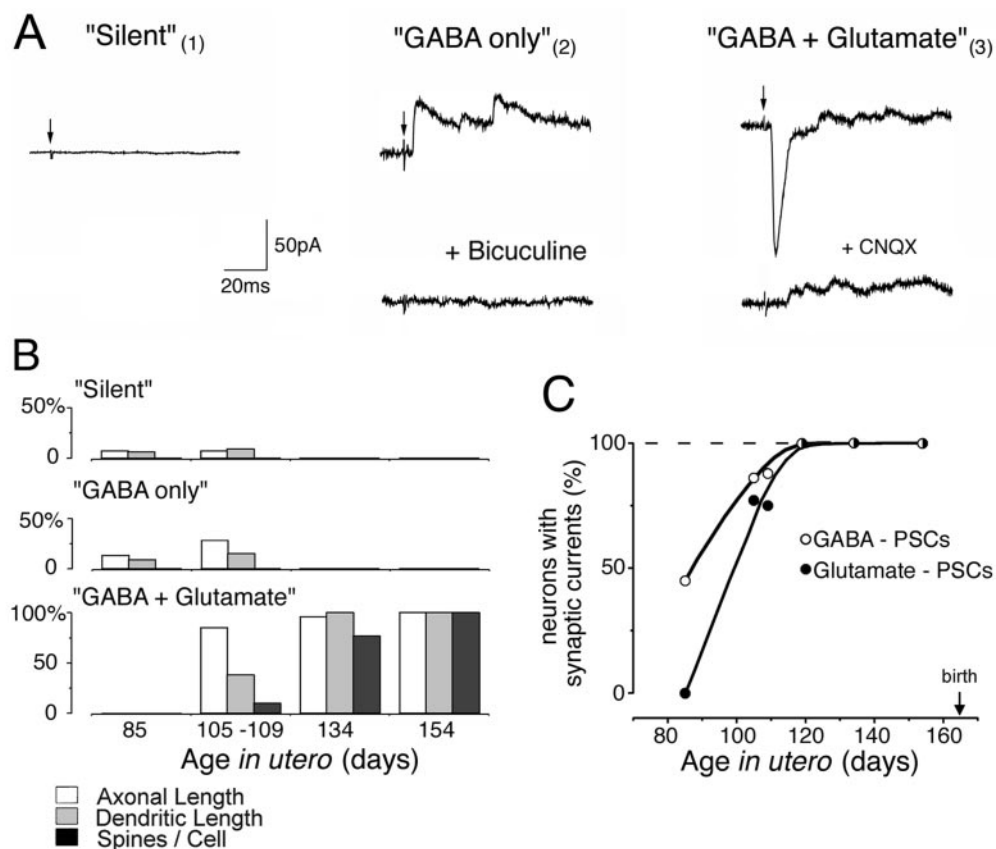 A
"Silent"(1)
"GABA only"(2)
"GABA + Glutamate"(3)
50pA
20ms
+ Bicuculine
+ CNQX
B
"Silent"
50%
0
"GABA only"
50%
0
"GABA + Glutamate"
100%
50
0
85 105 -109 134 154
Age in utero (days)
Axonal Length
Dendritic Length
Spines / Cell
C
neurons with
synaptic currents (%)
100
50
0
GABA - PSCs
Glutamate - PSCs
birth
80 100 120 140 160
Age in utero (days)